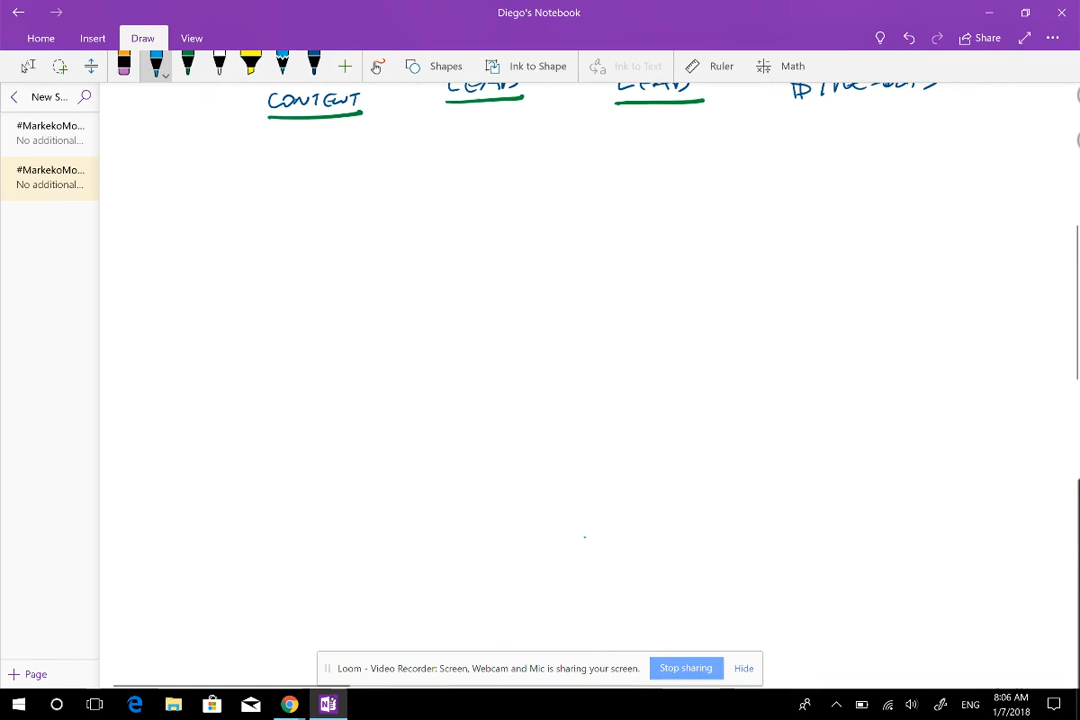 Diego's Notebook
Home Insert Draw View
Share
Shapes Ink to Shape Ink to Text Ruler Math
New S...
#MarkekoMo...
No additional...
#MarkekoMo...
No additional...
CONTENT
LEADS
LEADS
Page
Loom - Video Recorder: Screen, Webcam and Mic is sharing your screen. Stop sharing Hide
ENG
8:06 AM
1/7/2018